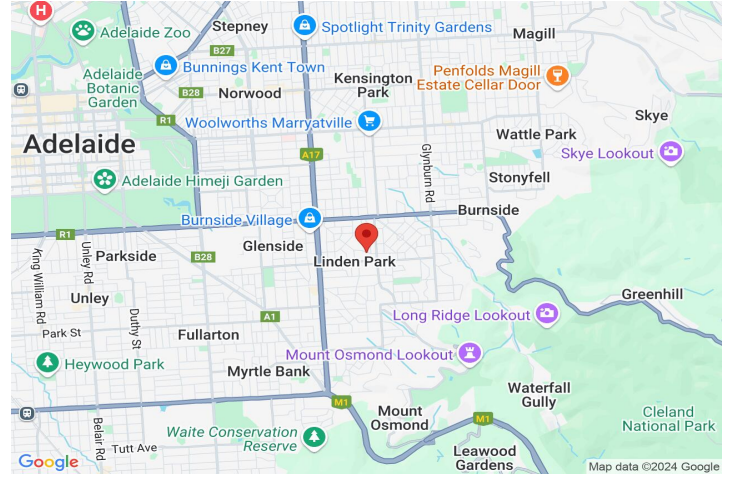 H
Adelaide Zoo
Stepney
Spotlight Trinity Gardens
Magill
B27
Bunnings Kent Town
Adelaide
Botanic
Garden
B28
Norwood
Kensington
Park
Penfolds Magill
Estate Cellar Door
R1
Woolworths Marryatville
Skye
Wattle Park
Adelaide
A17
Glynburn Rd
Skye Lookout
Adelaide Himeji Garden
Stonyfell
Burnside Village
Burnside
R1
Glenside
Parkside
B28
Linden Park
King William Rd
Unley Rd
Unley
Duthy St
Greenhill
A1
Long Ridge Lookout
Park St
Fullarton
Heywood Park
Mount Osmond Lookout
Myrtle Bank
Waterfall
Gully
M1
Mount
Osmond
M1
Cleland
National Park
Belair Rd
Tutt Ave
Waite Conservation
Reserve
Leawood
Gardens
Google
Map data ©2024 Google